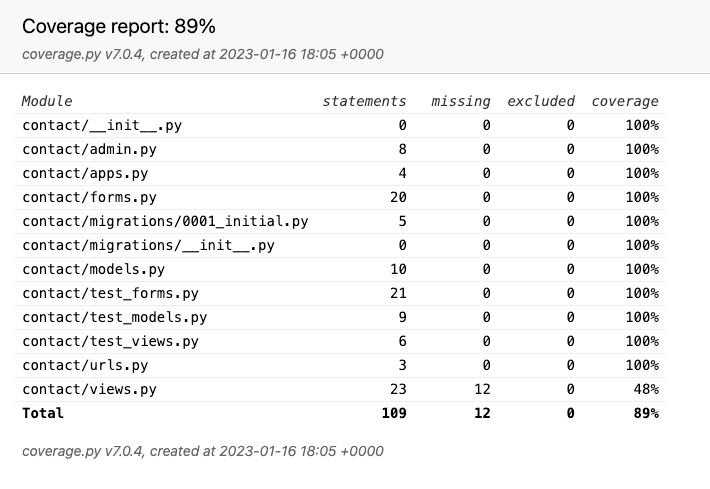 Coverage report: 89%
coverage.py v7.0.4, created at 2023-01-16 18:05 +0000
Module statements missing excluded coverage
contact/__init__.py 0 0 0 100%
contact/admin.py 8 0 0 100%
contact/apps.py 4 0 0 100%
contact/forms.py 20 0 0 100%
contact/migrations/0001_initial.py 5 0 0 100%
contact/migrations/__init__.py 0 0 0 100%
contact/models.py 10 0 0 100%
contact/test_forms.py 21 0 0 100%
contact/test_models.py 9 0 0 100%
contact/test_views.py 6 0 0 100%
contact/urls.py 3 0 0 100%
contact/views.py 23 12 0 48%
Total 109 12 0 89%
coverage.py v7.0.4, created at 2023-01-16 18:05 +0000